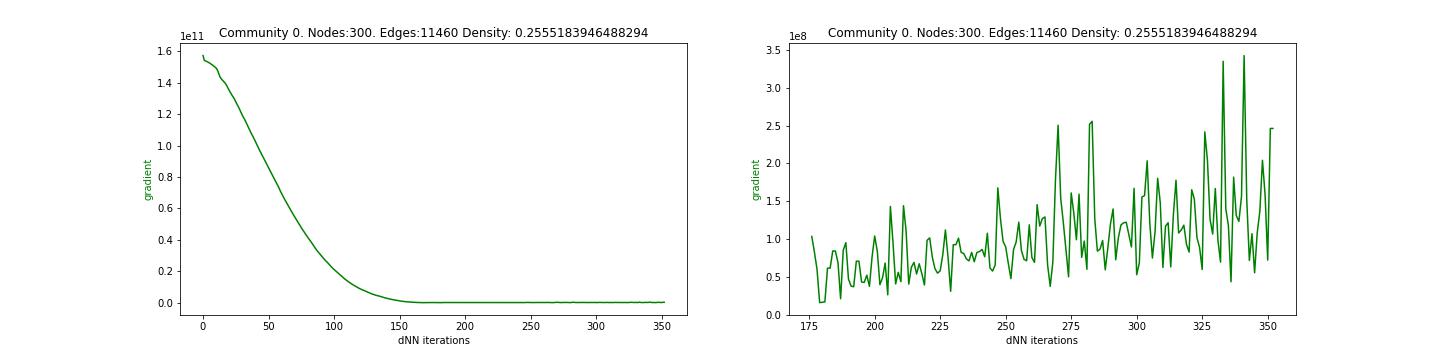 Community 0. Nodes:300. Edges:11460 Density: 0.2555183946488294
1e11
1.6
1.4
1.2
1.0
0.8
0.6
0.4
0.2
0.0
gradient
0 50 100 150 200 250 300 350
dNN iterations
Community 0. Nodes:300. Edges:11460 Density: 0.2555183946488294
1e8
3.5
3.0
2.5
2.0
1.5
1.0
0.5
0.0
gradient
175 200 225 250 275 300 325 350
dNN iterations